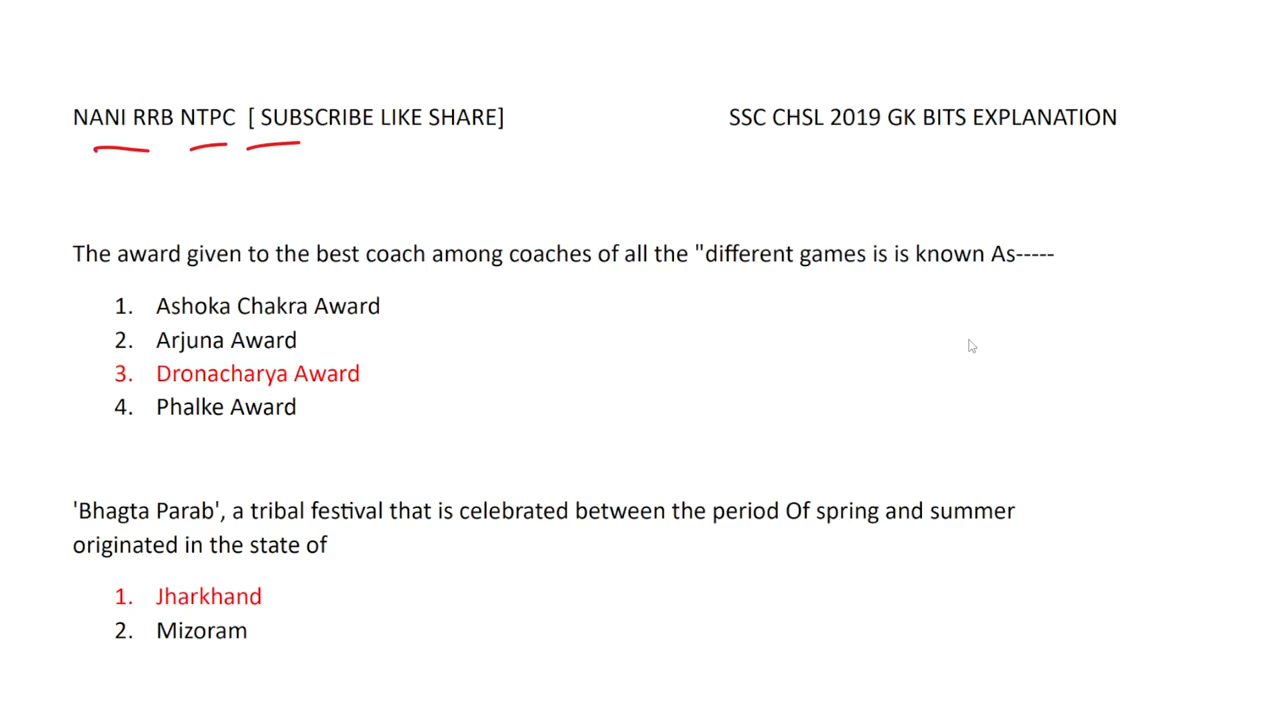 NANI RRB NTPC [ SUBSCRIBE LIKE SHARE] SSC CHSL 2019 GK BITS EXPLANATION
The award given to the best coach among coaches of all the "different games is is known As-----
1. Ashoka Chakra Award
2. Arjuna Award
3. Dronacharya Award
4. Phalke Award
'Bhagta Parab', a tribal festival that is celebrated between the period Of spring and summer
originated in the state of
1. Jharkhand
2. Mizoram